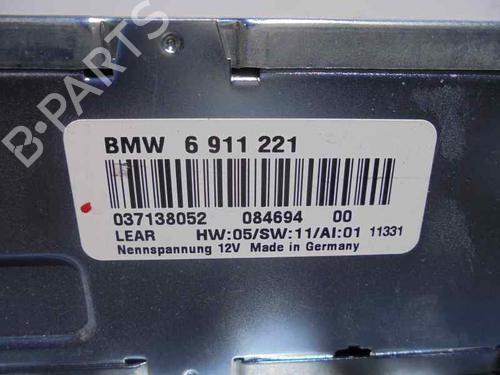 B-PARTS
BMW 6 911 221
037138052 084694 00
LEAR HW:05/SW:11/AI:01 11331
Nennspannung 12V Made in Germany